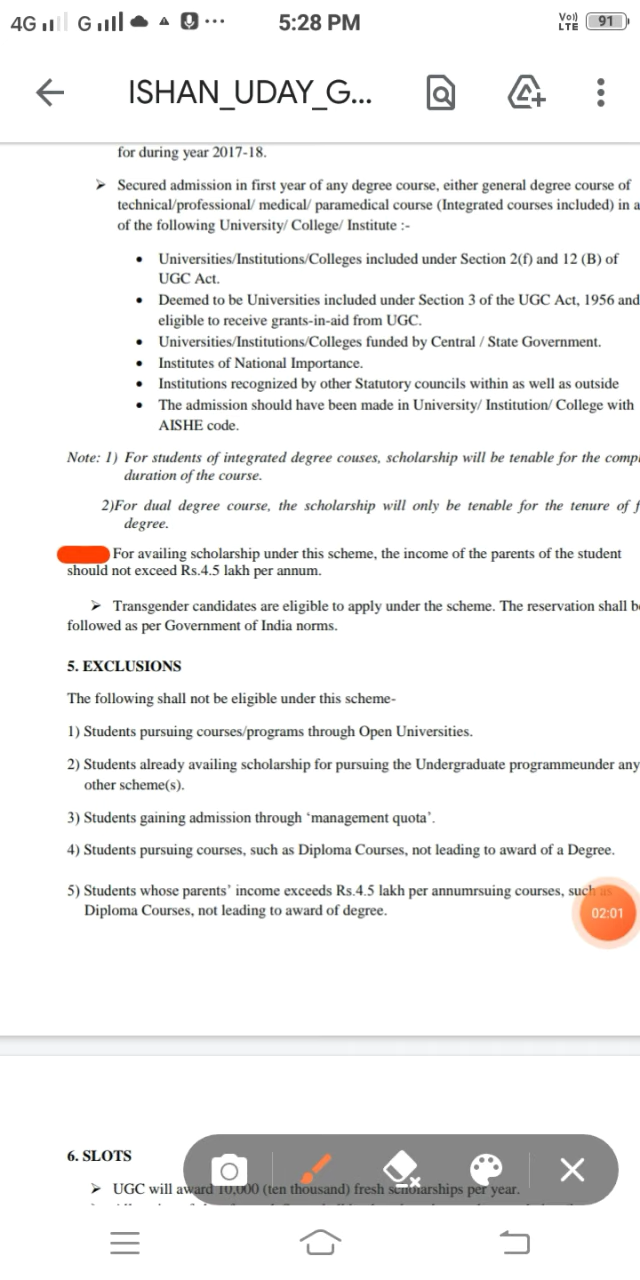 4G G ... 5:28 PM Vo)) LTE 91
ISHAN_UDAY_G...
for during year 2017-18.
➢ Secured admission in first year of any degree course, either general degree course of
technical/professional/ medical/ paramedical course (Integrated courses included) in a
of the following University/ College/ Institute :-
• Universities/Institutions/Colleges included under Section 2(f) and 12 (B) of
UGC Act.
• Deemed to be Universities included under Section 3 of the UGC Act, 1956 and
eligible to receive grants-in-aid from UGC.
• Universities/Institutions/Colleges funded by Central / State Government.
• Institutes of National Importance.
• Institutions recognized by other Statutory councils within as well as outside
• The admission should have been made in University/ Institution/ College with
AISHE code.
Note: 1) For students of integrated degree couses, scholarship will be tenable for the comp
duration of the course.
2)For dual degree course, the scholarship will only be tenable for the tenure of f
degree.
For availing scholarship under this scheme, the income of the parents of the student
should not exceed Rs.4.5 lakh per annum.
➢ Transgender candidates are eligible to apply under the scheme. The reservation shall be
followed as per Government of India norms.
5. EXCLUSIONS
The following shall not be eligible under this scheme-
1) Students pursuing courses/programs through Open Universities.
2) Students already availing scholarship for pursuing the Undergraduate programmeunder any
other scheme(s).
3) Students gaining admission through ‘management quota’.
4) Students pursuing courses, such as Diploma Courses, not leading to award of a Degree.
5) Students whose parents’ income exceeds Rs.4.5 lakh per annumrsuing courses, such as
Diploma Courses, not leading to award of degree.
02:01
6. SLOTS
➢ UGC will award 10,000 (ten thousand) fresh scholarships per year.